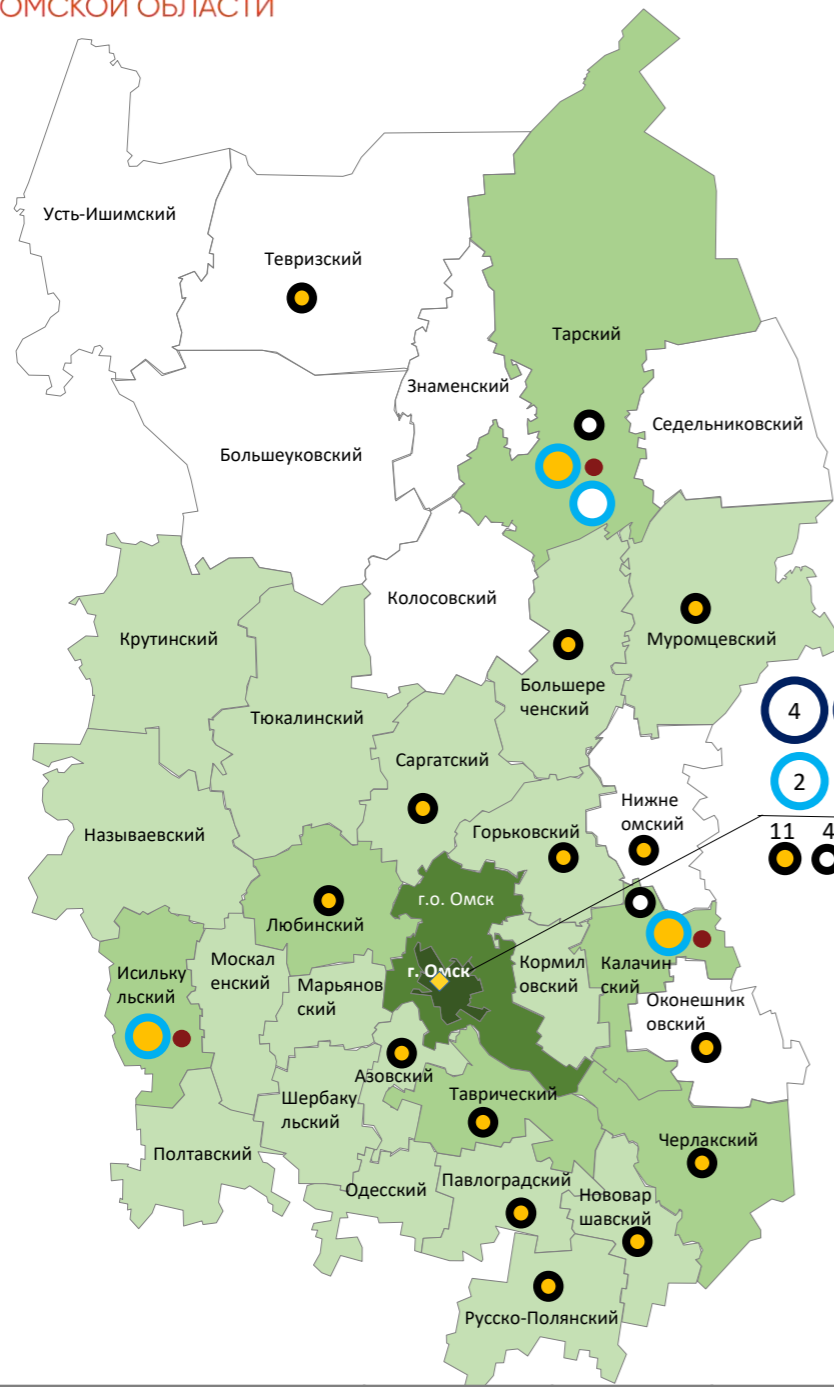 ОМСКОЙ ОБЛАСТИ
Усть-Ишимский
Тевризский
Тарский
Знаменский
Седельниковский
Большеуковский
Колосовский
Крутинский
Муромцевский
Большере
ченский
Тюкалинский
4
Саргатский
2
Нижне
омский
Называевский
Горьковский
11 4
г.о. Омск
Любинский
Москал
енский
г. Омск
Кормил
овский
Калачин
ский
Исильку
льский
Марьянов
ский
Оконешник
овский
Азовский
Таврический
Шербаку
льский
Черлакский
Полтавский
Одесский
Павлоградский
Нововар
шавский
Русско-Полянский